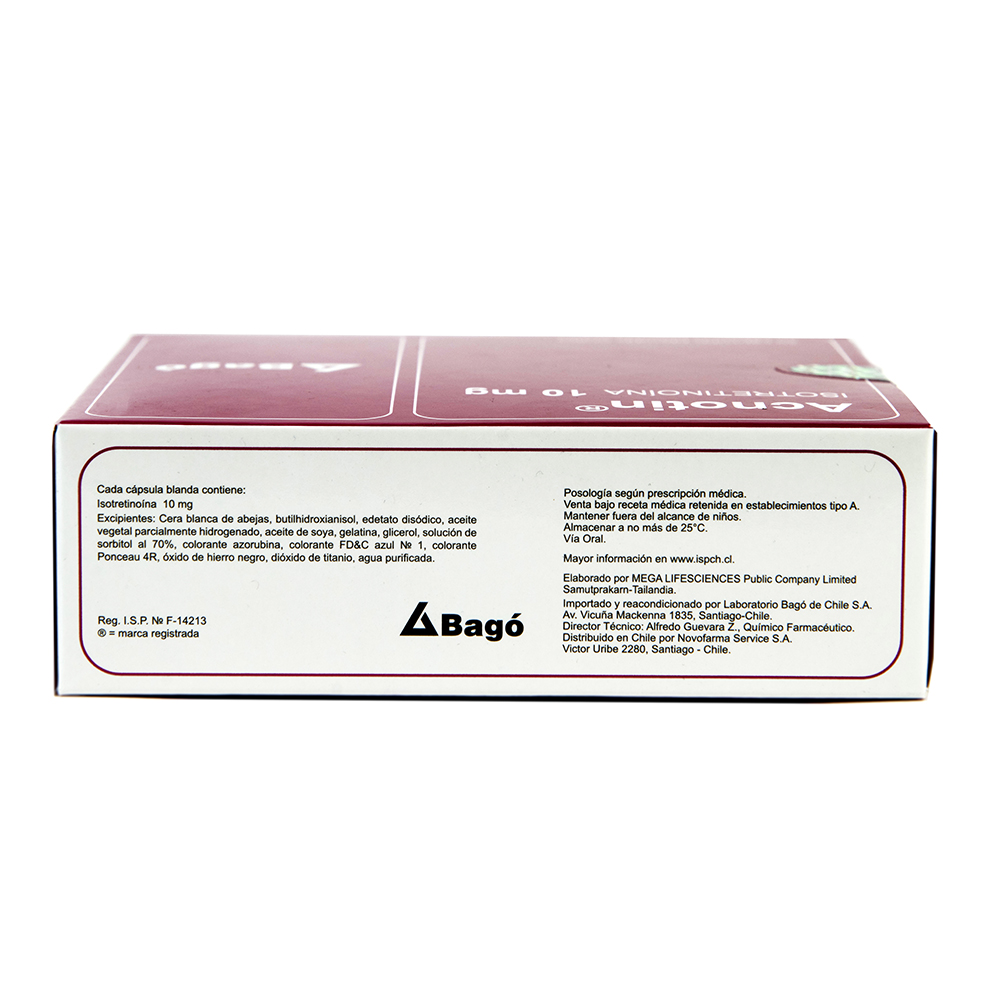 Bagó
Bagó
Acnotin®
ISOTRETINOINA 10 mg
Cada cápsula blanda contiene:
Isotretinoína 10 mg
Excipientes: Cera blanca de abejas, butilhidroxianisol, edetato disódico, aceite
vegetal parcialmente hidrogenado, aceite de soya, gelatina, glicerol, solución de
sorbitol al 70%, colorante azorubina, colorante FD&C azul № 1, colorante
Ponceau 4R, óxido de hierro negro, dióxido de titanio, agua purificada.
Reg. I.S.P. № F-14213
® = marca registrada
Bagó
Posología según prescripción médica.
Venta bajo receta médica retenida en establecimientos tipo A.
Mantener fuera del alcance de niños.
Almacenar a no más de 25°C.
Vía Oral.
Mayor información en www.ispch.cl.
Elaborado por MEGA LIFESCIENCES Public Company Limited
Samutprakarn-Tailandia.
Importado y reacondicionado por Laboratorio Bagó de Chile S.A.
Av. Vicuña Mackenna 1835, Santiago-Chile.
Director Técnico: Alfredo Guevara Z., Químico Farmacéutico.
Distribuido en Chile por Novofarma Service S.A.
Victor Uribe 2280, Santiago - Chile.